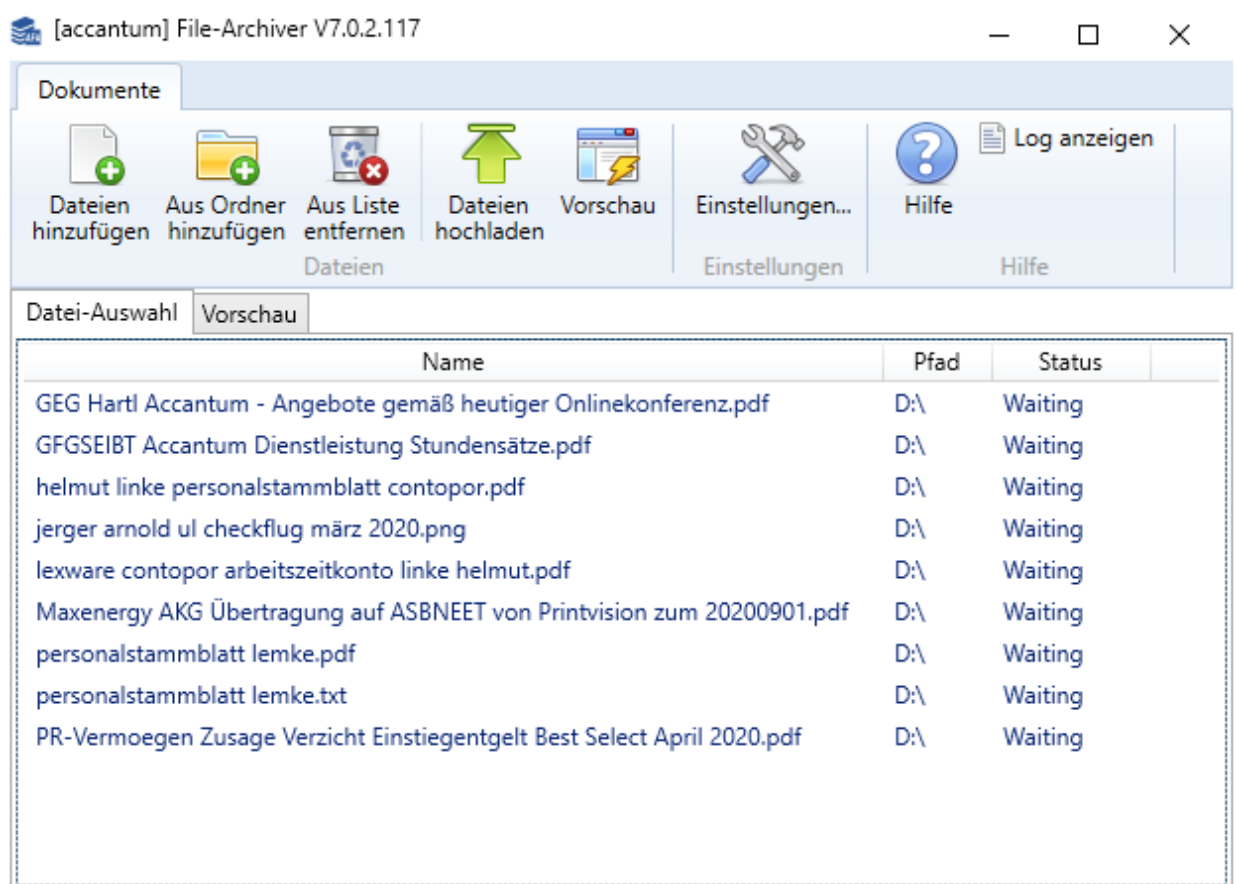 [accantum] File-Archiver V7.0.2.117
Dokumente
Dateien hinzufügen
Aus Ordner hinzufügen
Aus Liste entfernen
Dateien hochladen
Vorschau
Einstellungen...
Hilfe
Log anzeigen
Dateien
Einstellungen
Hilfe
Datei-Auswahl
Vorschau
Name Pfad Status
GEG Hartl Accantum - Angebote gemäß heutiger Onlinekonferenz.pdf D:\ Waiting
GFGSEIBT Accantum Dienstleistung Stundensätze.pdf D:\ Waiting
helmut linke personalstammblatt contopor.pdf D:\ Waiting
jerger arnold ul checkflug märz 2020.png D:\ Waiting
lexware contopor arbeitszeitkonto linke helmut.pdf D:\ Waiting
Maxenergy AKG Übertragung auf ASBNEET von Printvision zum 20200901.pdf D:\ Waiting
personalstammblatt lemke.pdf D:\ Waiting
personalstammblatt lemke.txt D:\ Waiting
PR-Vermoegen Zusage Verzicht Einstiegentgelt Best Select April 2020.pdf D:\ Waiting